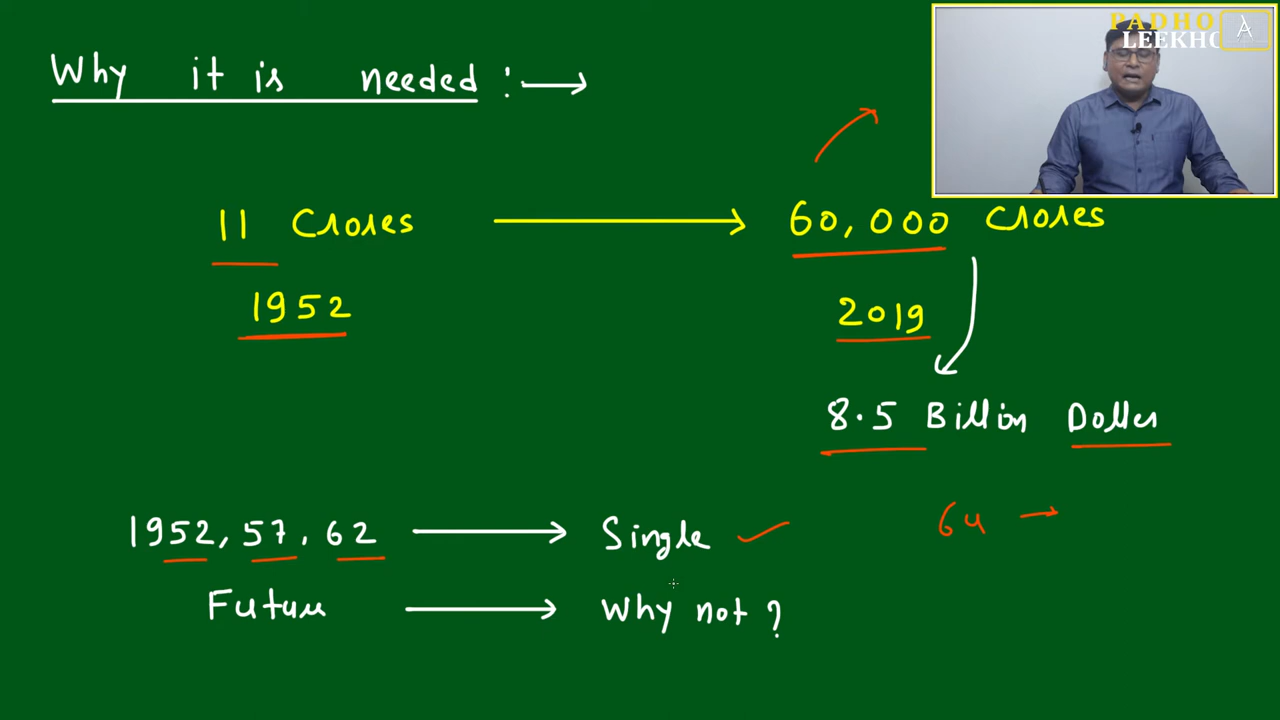 PADHO
LEEKHO
Why it is needed :→
11 Crores → 60,000 Crores
1952 2019
8.5 Billion Doller
1952, 57, 62 → Single ✓
64 →
Future → Why not ?